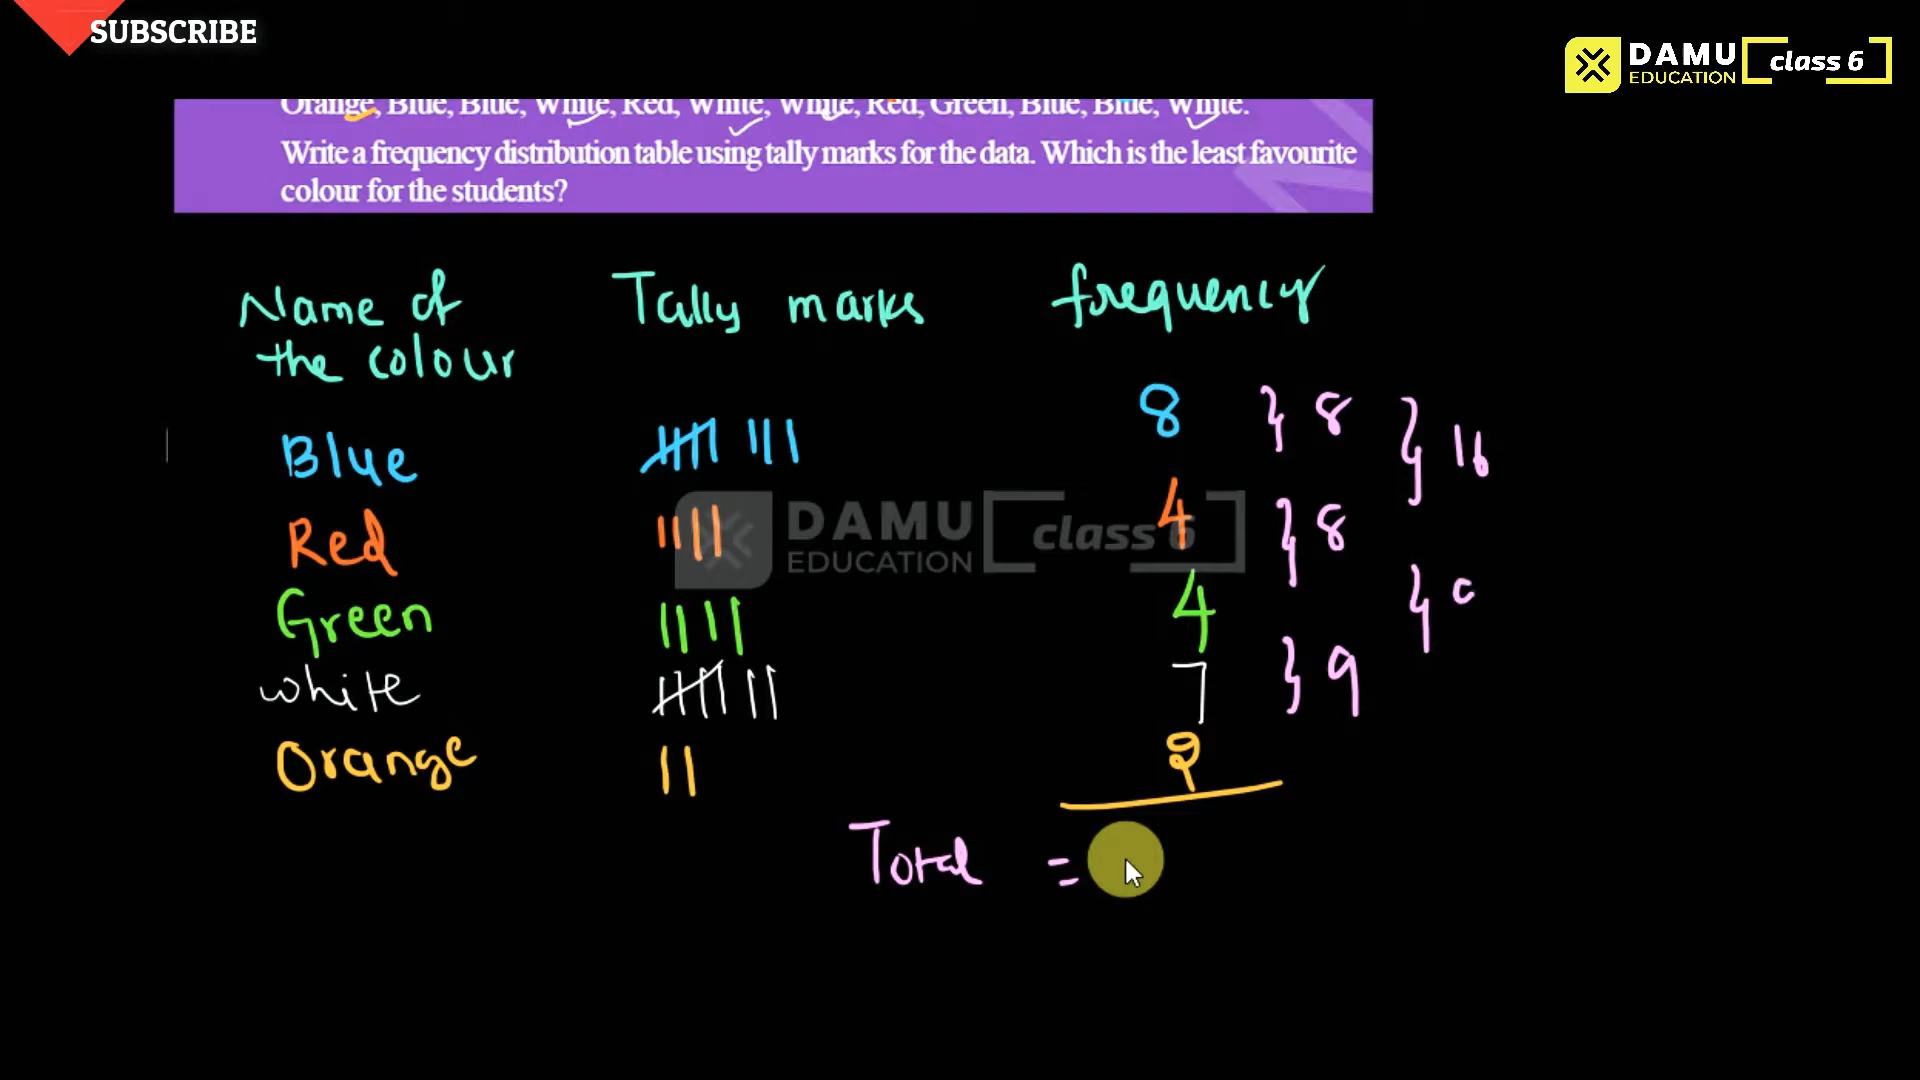 SUBSCRIBE
DAMU
EDUCATION
class 6
Orange, Blue, Blue, White, Red, White, White, Red, Green, Blue, Blue, White.
Write a frequency distribution table using tally marks for the data. Which is the least favourite
colour for the students?
Name of the colour Tally marks frequency
Blue 8 } 8 } 16
Red 4 } 8
DAMU EDUCATION class 6
Green 4 }
white 7 } 9
Orange 2
Total =